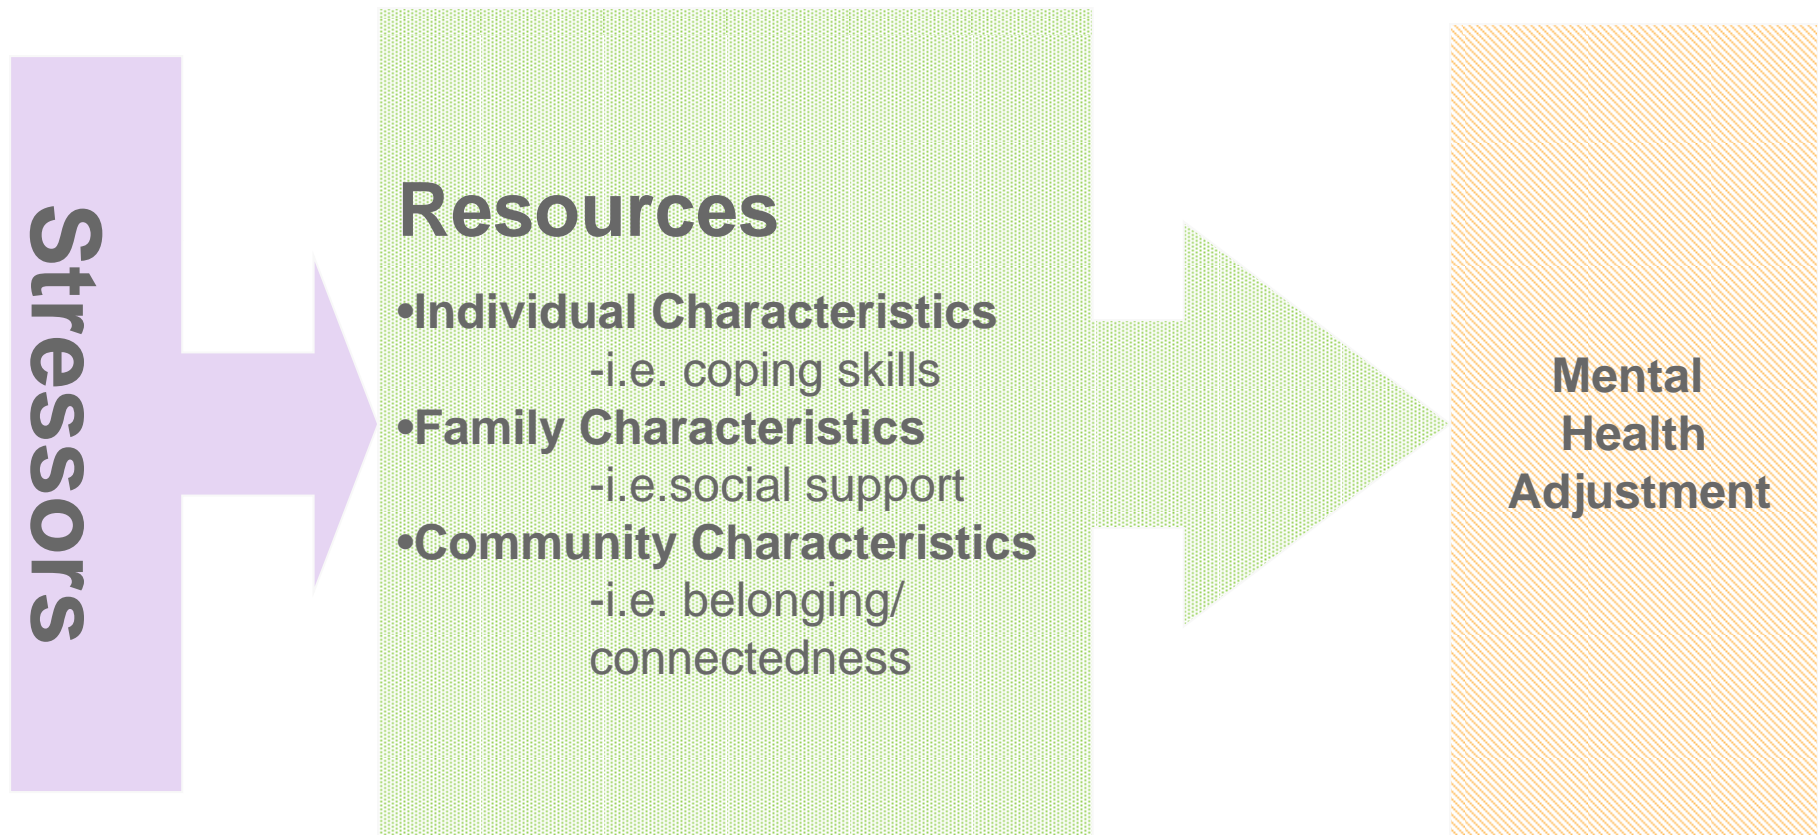 Stressors
Resources
•Individual Characteristics
-i.e. coping skills
•Family Characteristics
-i.e.social support
•Community Characteristics
-i.e. belonging/
connectedness
Mental
Health
Adjustment